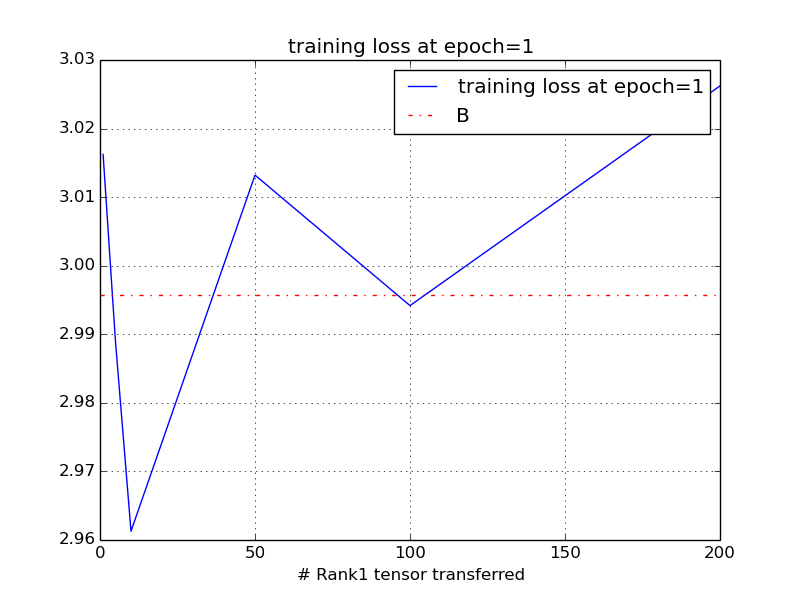 training loss at epoch=1
3.03
3.02
3.01
3.00
2.99
2.98
2.97
2.96
training loss at epoch=1
B
0 50 100 150 200
# Rank1 tensor transferred